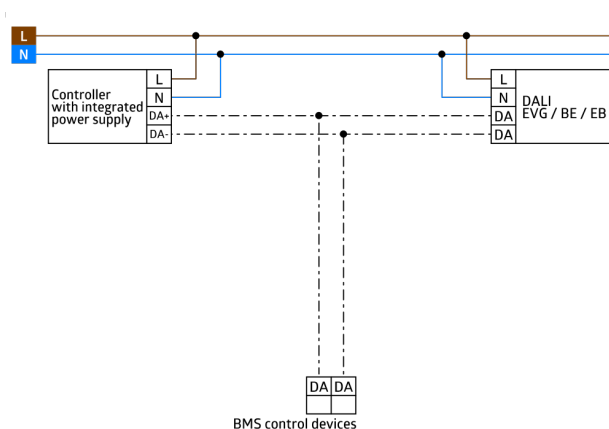 L
N
Controller
with integrated
power supply
L
N
DA+
DA-
L
N
DA
DA
DALI
EVG / BE / EB
DA DA
BMS control devices